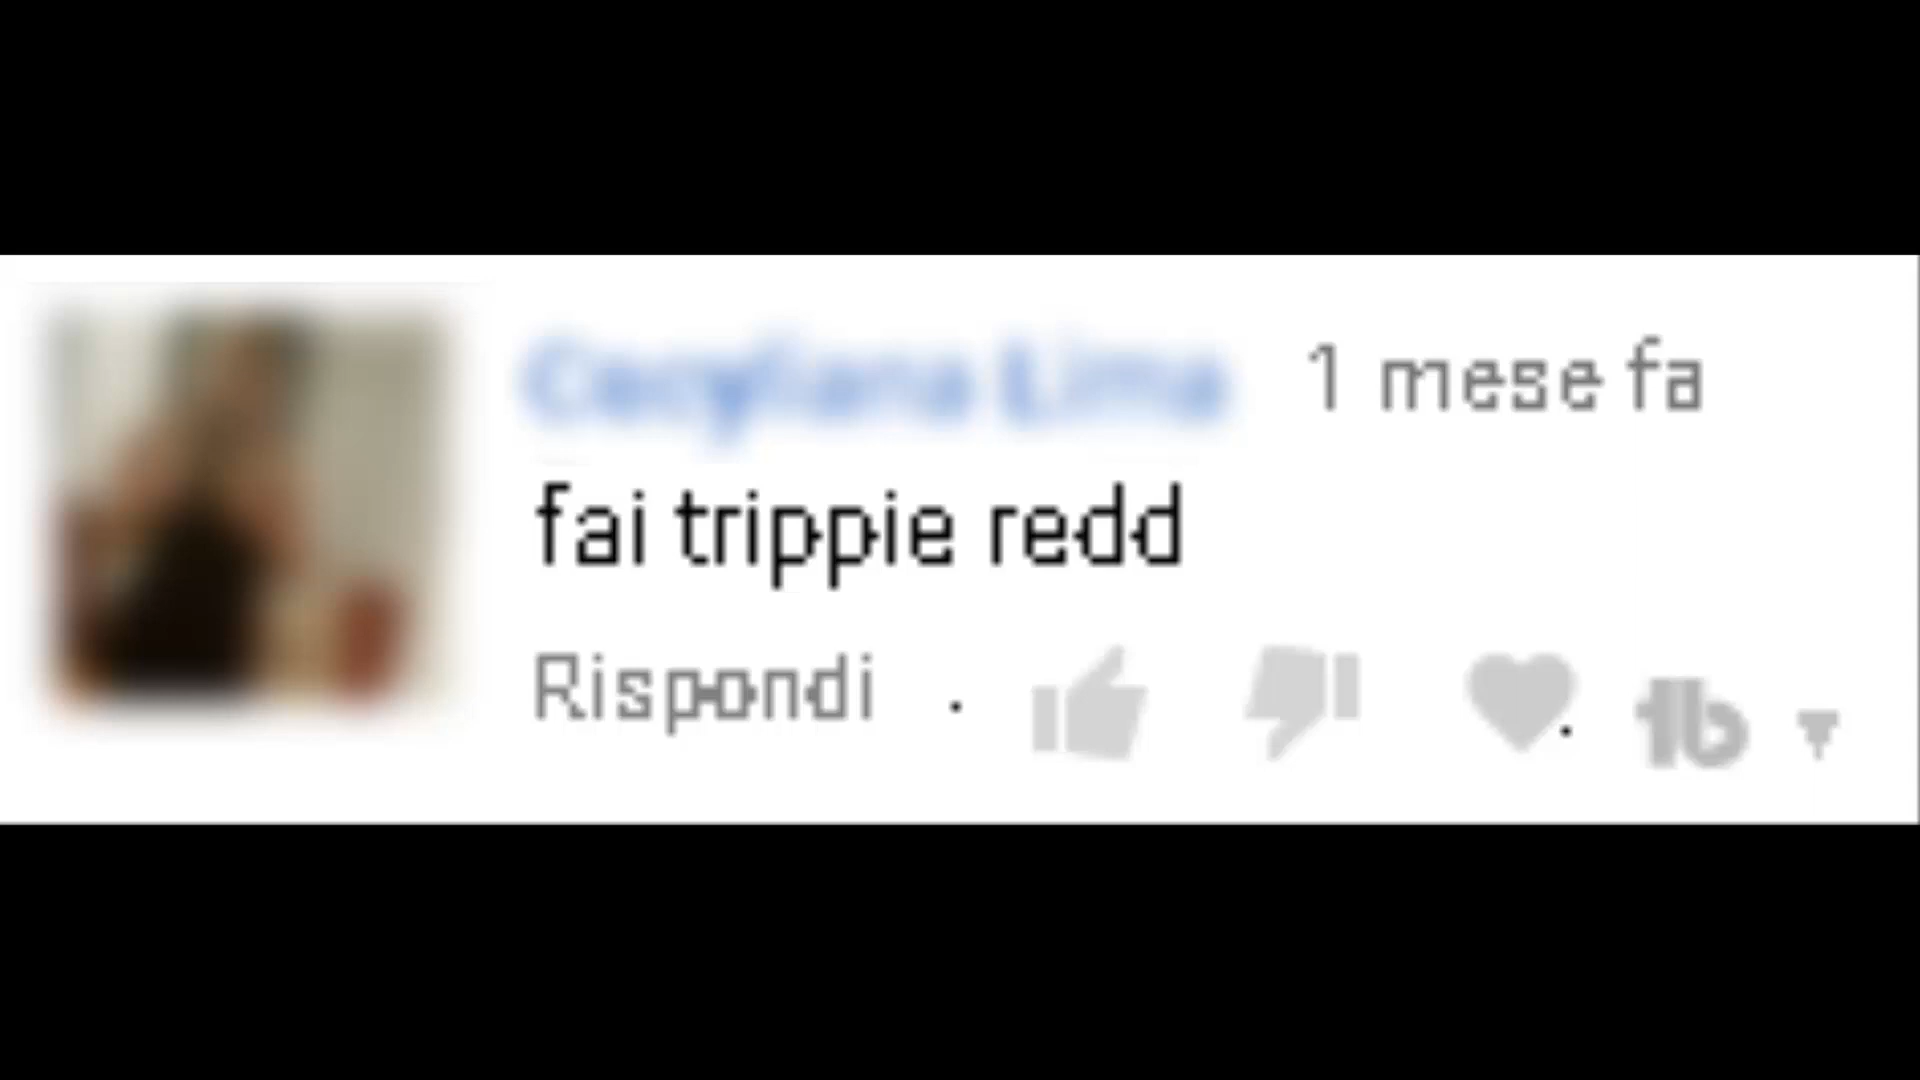 1 mese fa
fai trippie redd
Rispondi